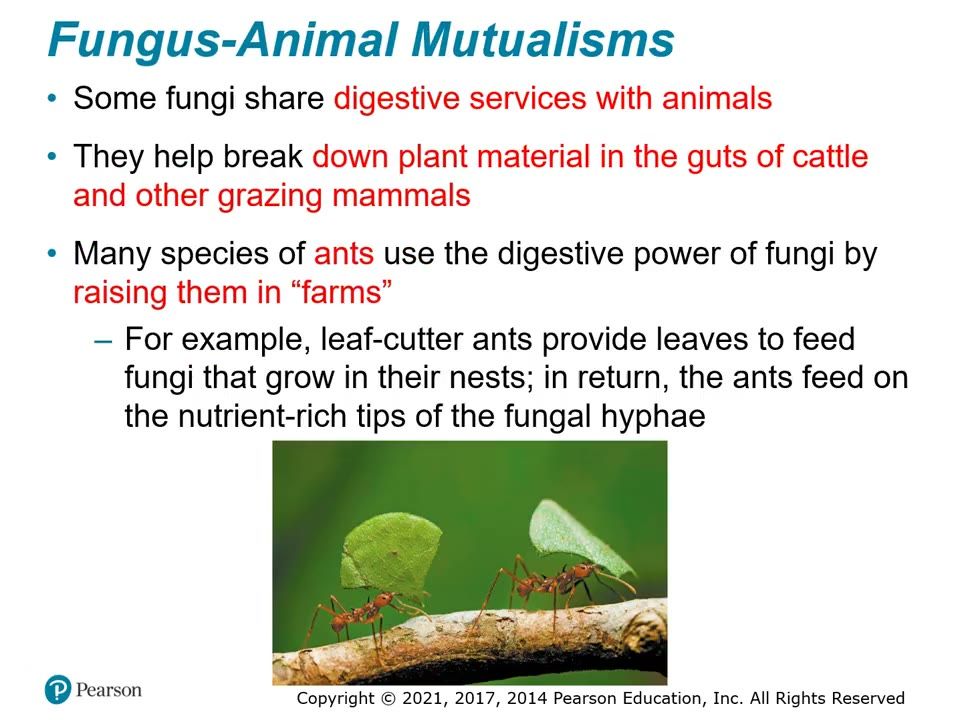 Fungus-Animal Mutualisms
• Some fungi share digestive services with animals
• They help break down plant material in the guts of cattle
and other grazing mammals
• Many species of ants use the digestive power of fungi by
raising them in “farms”
– For example, leaf-cutter ants provide leaves to feed
fungi that grow in their nests; in return, the ants feed on
the nutrient-rich tips of the fungal hyphae
P Pearson
Copyright © 2021, 2017, 2014 Pearson Education, Inc. All Rights Reserved